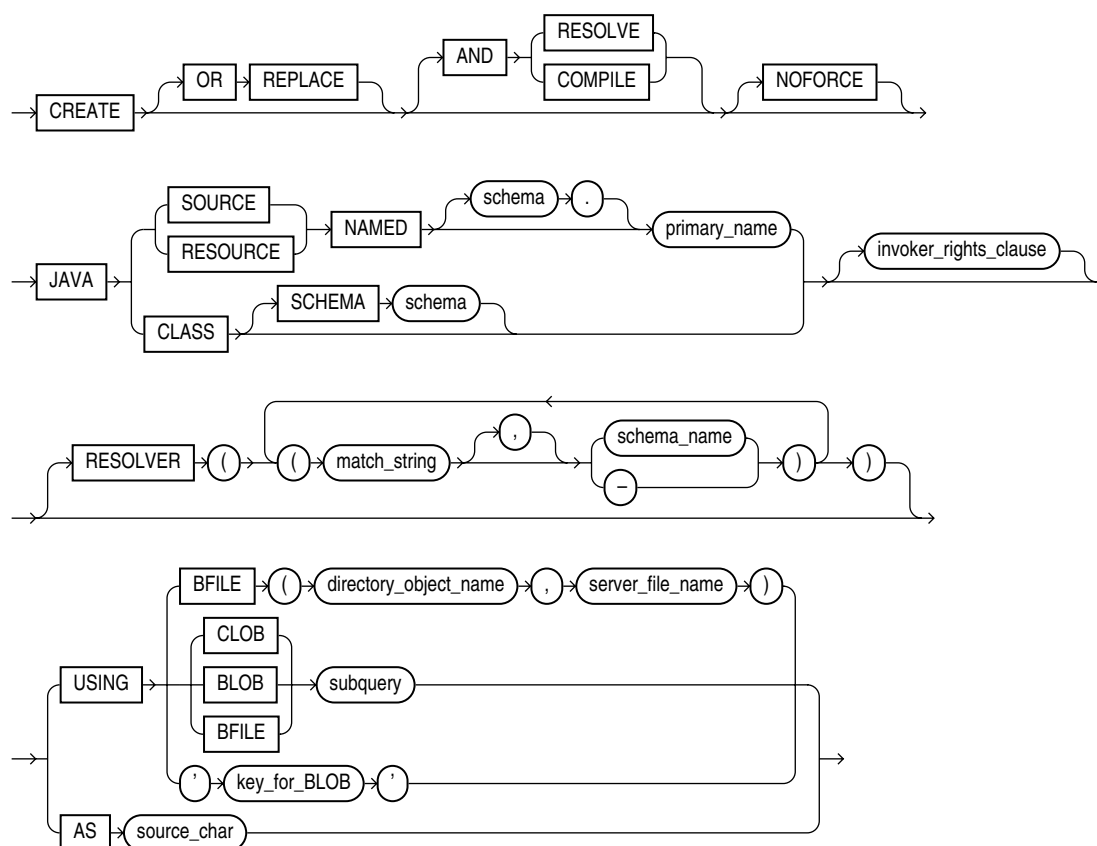 RESOLVE
AND
OR REPLACE COMPILE NOFORCE
CREATE
SOURCE schema .
NAMED primary_name
RESOURCE invoker_rights_clause
JAVA
SCHEMA schema
CLASS
,
schema_name
RESOLVER ( ( match_string ) )
–
BFILE ( directory_object_name , server_file_name )
CLOB
USING BLOB subquery
BFILE
' key_for_BLOB '
AS source_char